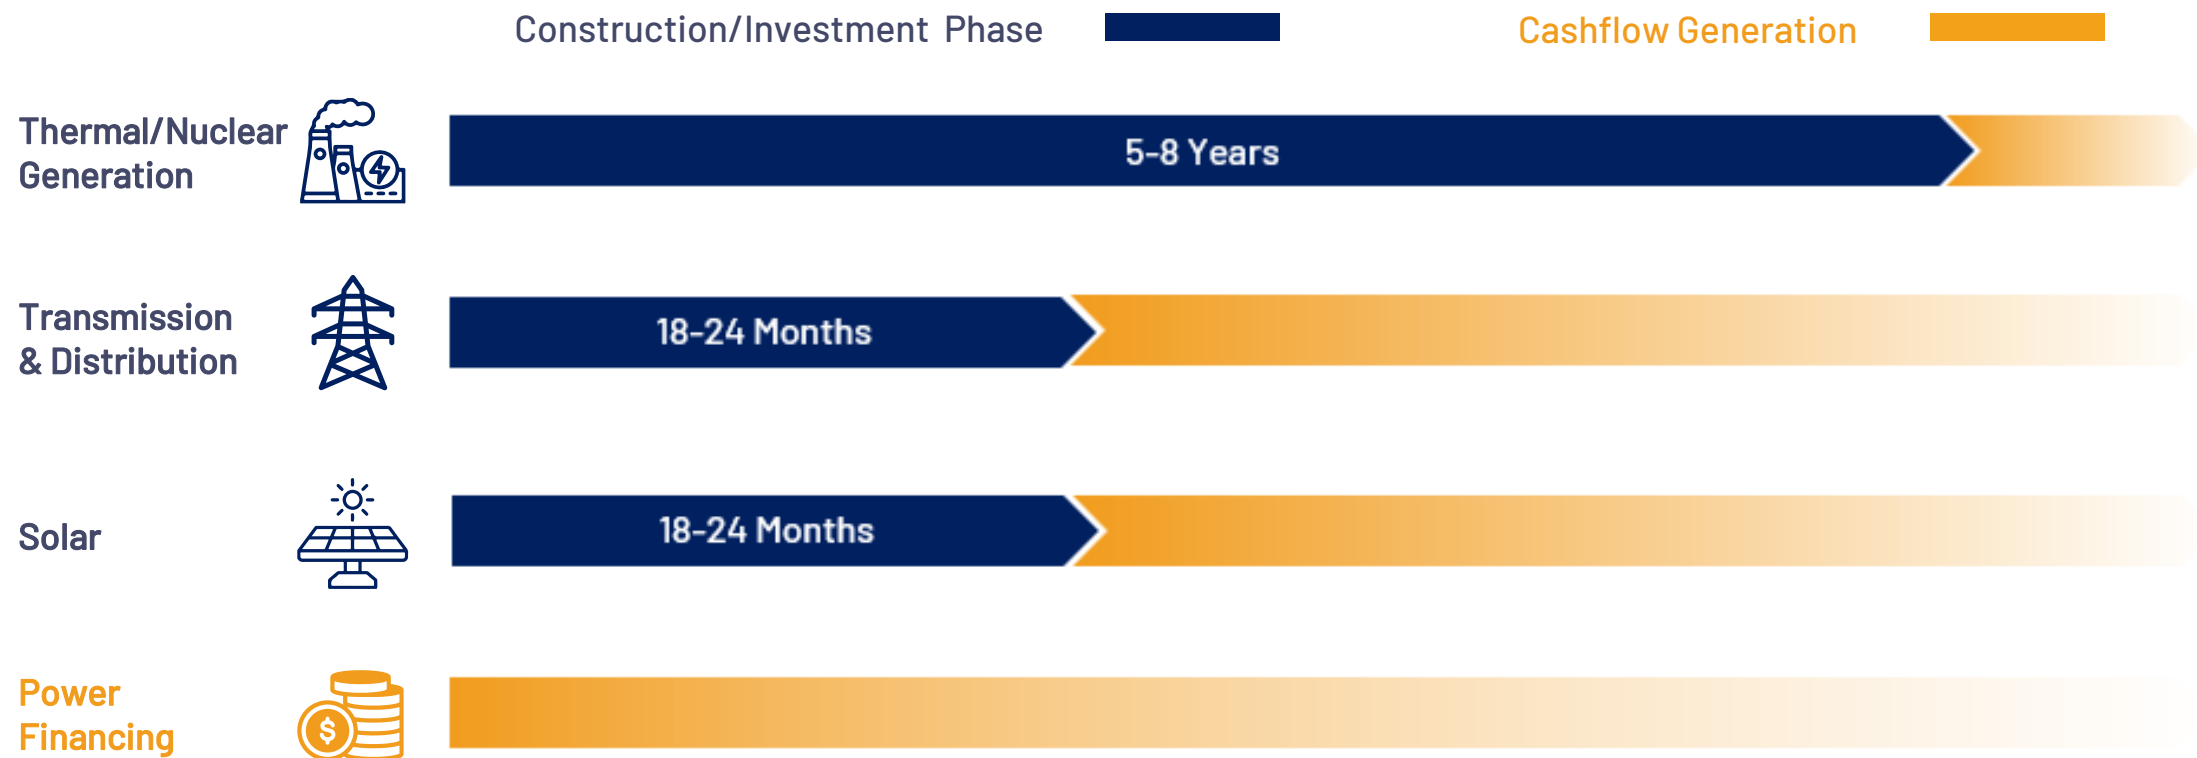 Construction/Investment Phase
Cashflow Generation
Thermal/Nuclear
Generation
5-8 Years
Transmission
& Distribution
18-24 Months
Solar
18-24 Months
Power
Financing
$